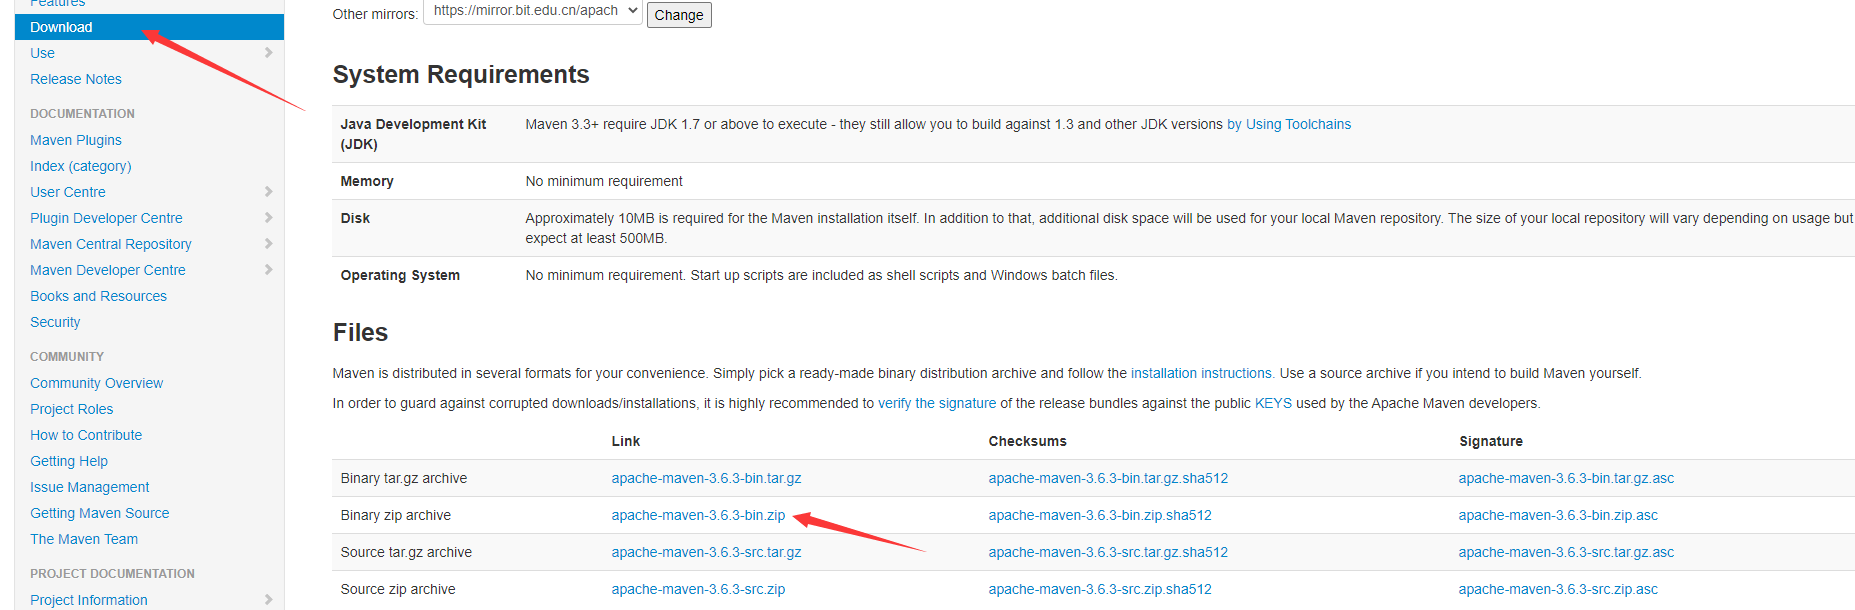 Features
Download
Use
Release Notes
DOCUMENTATION
Maven Plugins
Index (category)
User Centre
Plugin Developer Centre
Maven Central Repository
Maven Developer Centre
Books and Resources
Security
COMMUNITY
Community Overview
Project Roles
How to Contribute
Getting Help
Issue Management
Getting Maven Source
The Maven Team
PROJECT DOCUMENTATION
Project Information
Other mirrors: https://mirror.bit.edu.cn/apach Change
System Requirements
Java Development Kit Maven 3.3+ require JDK 1.7 or above to execute - they still allow you to build against 1.3 and other JDK versions by Using Toolchains
(JDK)
Memory No minimum requirement
Disk Approximately 10MB is required for the Maven installation itself. In addition to that, additional disk space will be used for your local Maven repository. The size of your local repository will vary depending on usage but
expect at least 500MB.
Operating System No minimum requirement. Start up scripts are included as shell scripts and Windows batch files.
Files
Maven is distributed in several formats for your convenience. Simply pick a ready-made binary distribution archive and follow the installation instructions. Use a source archive if you intend to build Maven yourself.
In order to guard against corrupted downloads/installations, it is highly recommended to verify the signature of the release bundles against the public KEYS used by the Apache Maven developers.
Link Checksums Signature
Binary tar.gz archive apache-maven-3.6.3-bin.tar.gz apache-maven-3.6.3-bin.tar.gz.sha512 apache-maven-3.6.3-bin.tar.gz.asc
Binary zip archive apache-maven-3.6.3-bin.zip apache-maven-3.6.3-bin.zip.sha512 apache-maven-3.6.3-bin.zip.asc
Source tar.gz archive apache-maven-3.6.3-src.tar.gz apache-maven-3.6.3-src.tar.gz.sha512 apache-maven-3.6.3-src.tar.gz.asc
Source zip archive apache-maven-3.6.3-src.zip apache-maven-3.6.3-src.zip.sha512 apache-maven-3.6.3-src.zip.asc